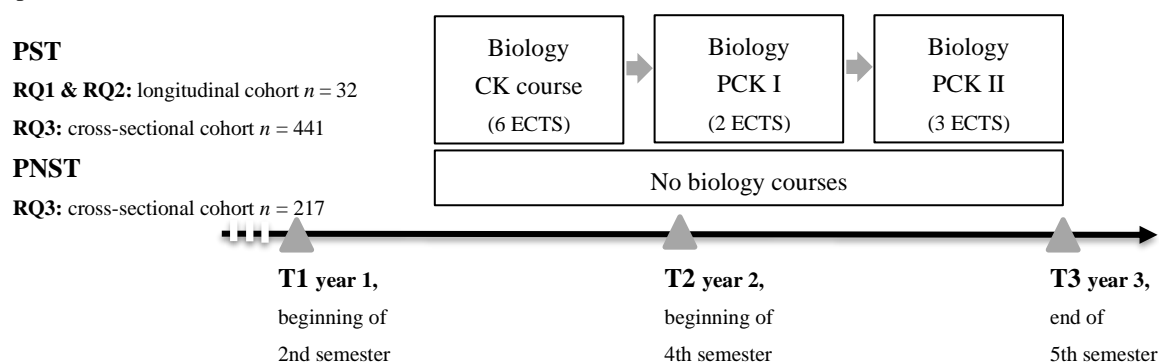 PST
RQ1 & RQ2: longitudinal cohort n = 32
RQ3: cross-sectional cohort n = 441
PNST
RQ3: cross-sectional cohort n = 217
Biology
CK course
(6 ECTS)
Biology
PCK I
(2 ECTS)
Biology
PCK II
(3 ECTS)
No biology courses
T1 year 1,
beginning of
2nd semester
T2 year 2,
beginning of
4th semester
T3 year 3,
end of
5th semester